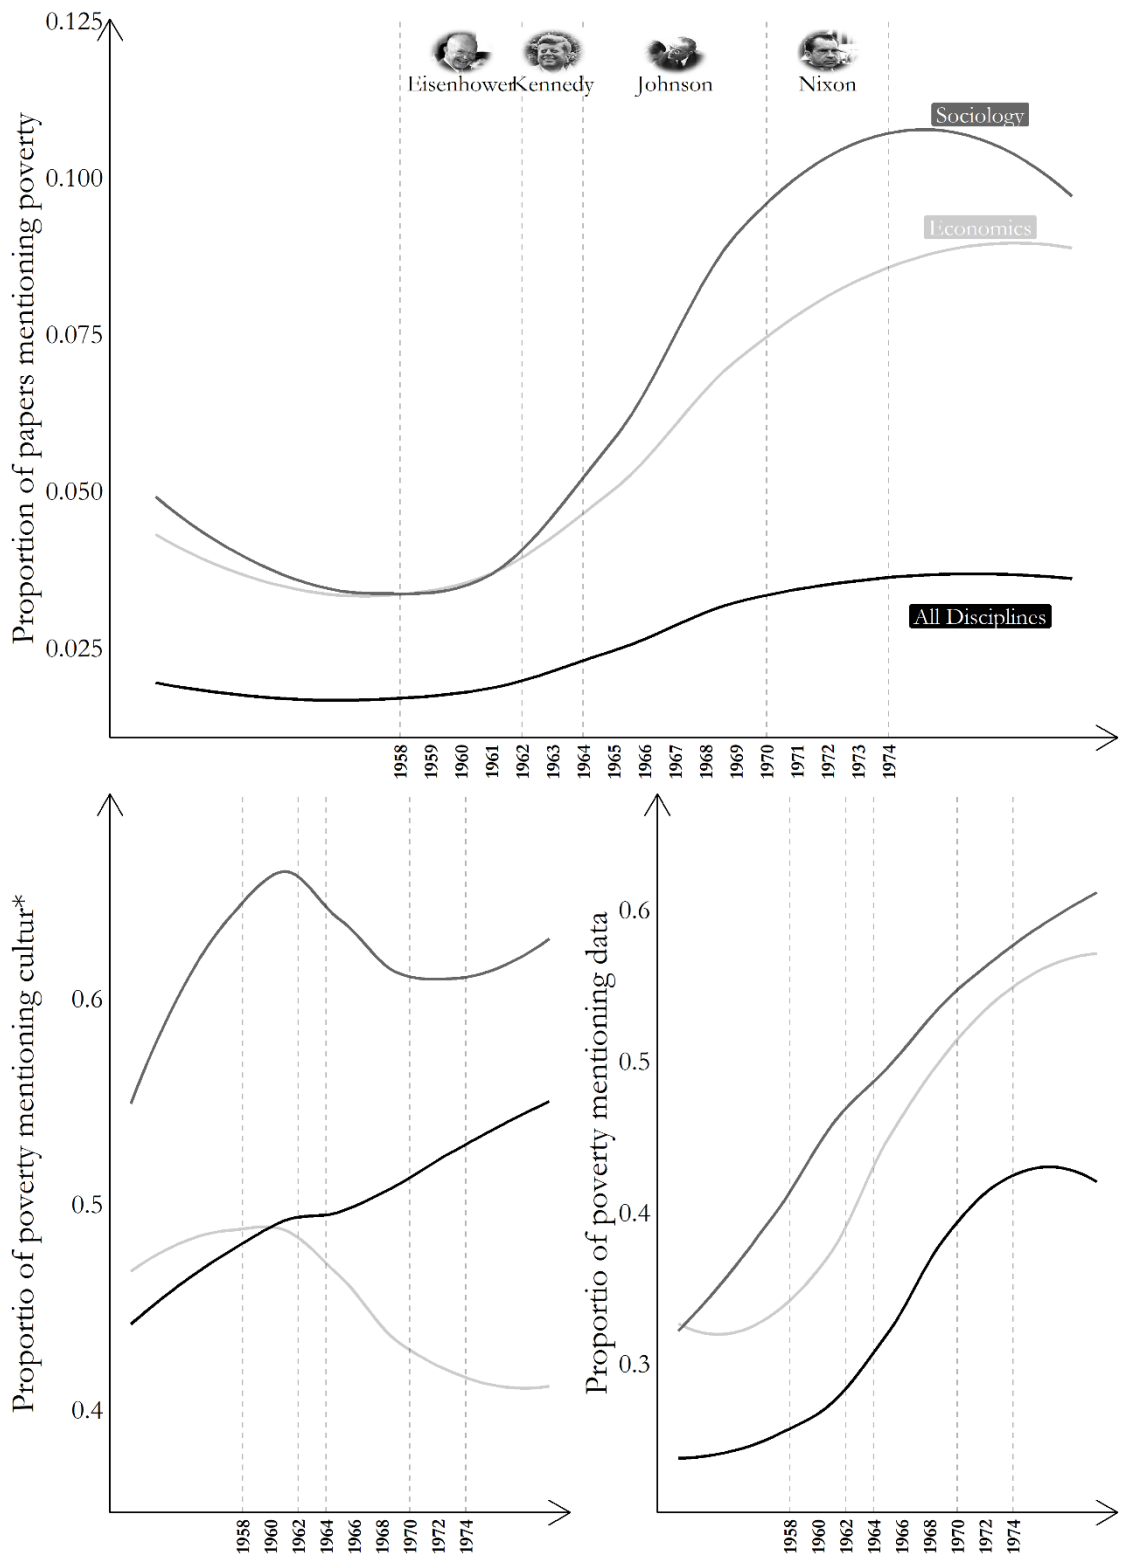 0.125
Eisenhower Kennedy Johnson Nixon
Sociology
0.100
Economics
0.075
0.050
All Disciplines
0.025
Proportion of papers mentioning poverty
1958 1959 1960 1961 1962 1963 1964 1965 1966 1967 1968 1969 1970 1971 1972 1973 1974
Proportio of poverty mentioning cultur*
0.6
0.5
0.4
1958 1960 1962 1964 1966 1968 1970 1972 1974
Proportio of poverty mentioning data
0.6
0.5
0.4
0.3
1958 1960 1962 1964 1966 1968 1970 1972 1974